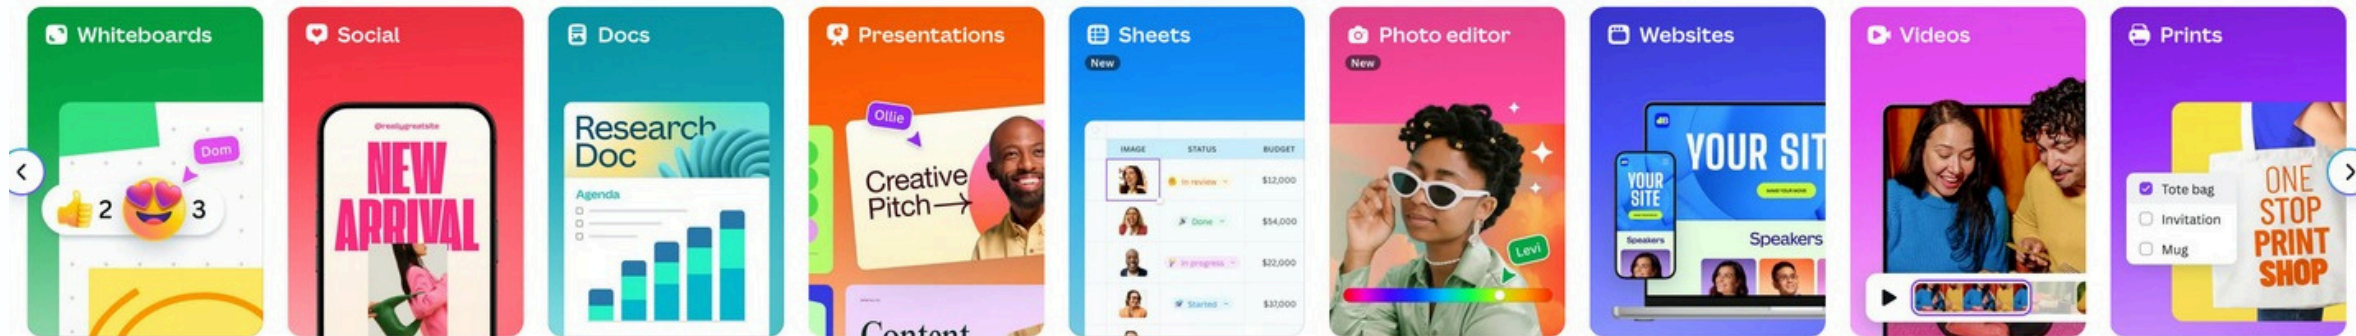 Whiteboards
Dom
2
3
Social
@reallygreatsite
NEW
ARRIVAL
Docs
Research
Doc
Agenda
Presentations
Ollie
Creative
Pitch
Content
Sheets
New
IMAGE STATUS BUDGET
In review $12,000
Done $54,000
In progress $22,000
Started $37,000
Photo editor
New
Levi
Websites
YOUR SIT
YOUR
SITE
Speakers
Speakers
Videos
Prints
Tote bag
Invitation
Mug
ONE
STOP
PRINT
SHOP